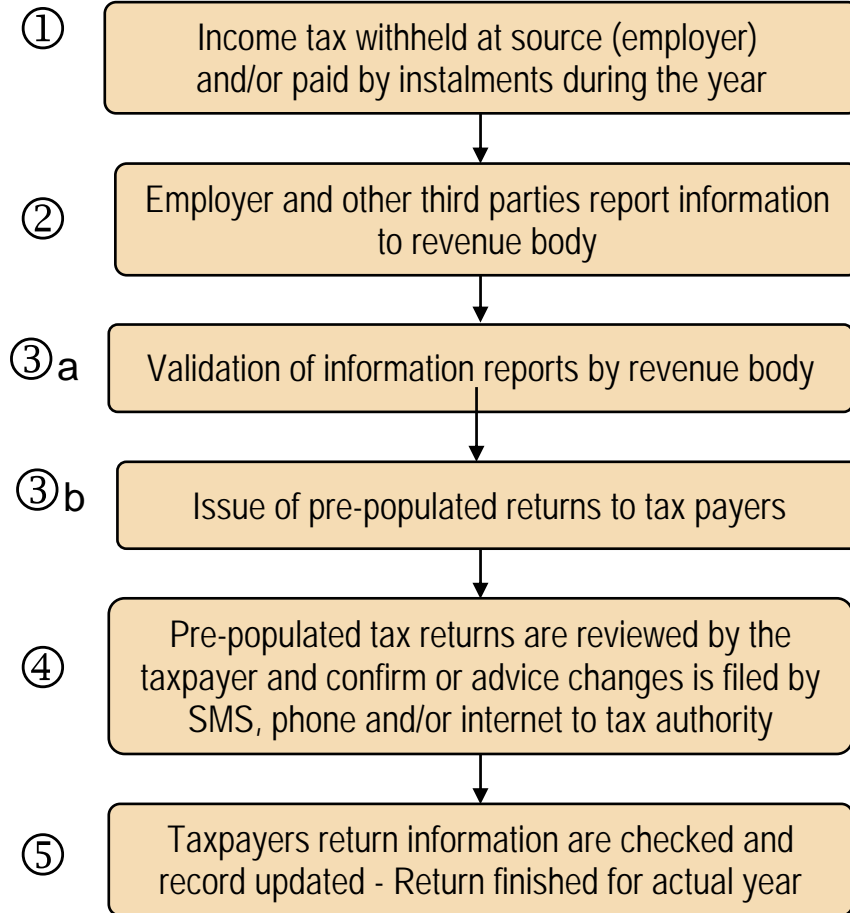 ①
Income tax withheld at source (employer)
and/or paid by instalments during the year
②
Employer and other third parties report information
to revenue body
③a
Validation of information reports by revenue body
③b
Issue of pre-populated returns to tax payers
④
Pre-populated tax returns are reviewed by the
taxpayer and confirm or advice changes is filed by
SMS, phone and/or internet to tax authority
⑤
Taxpayers return information are checked and
record updated - Return finished for actual year